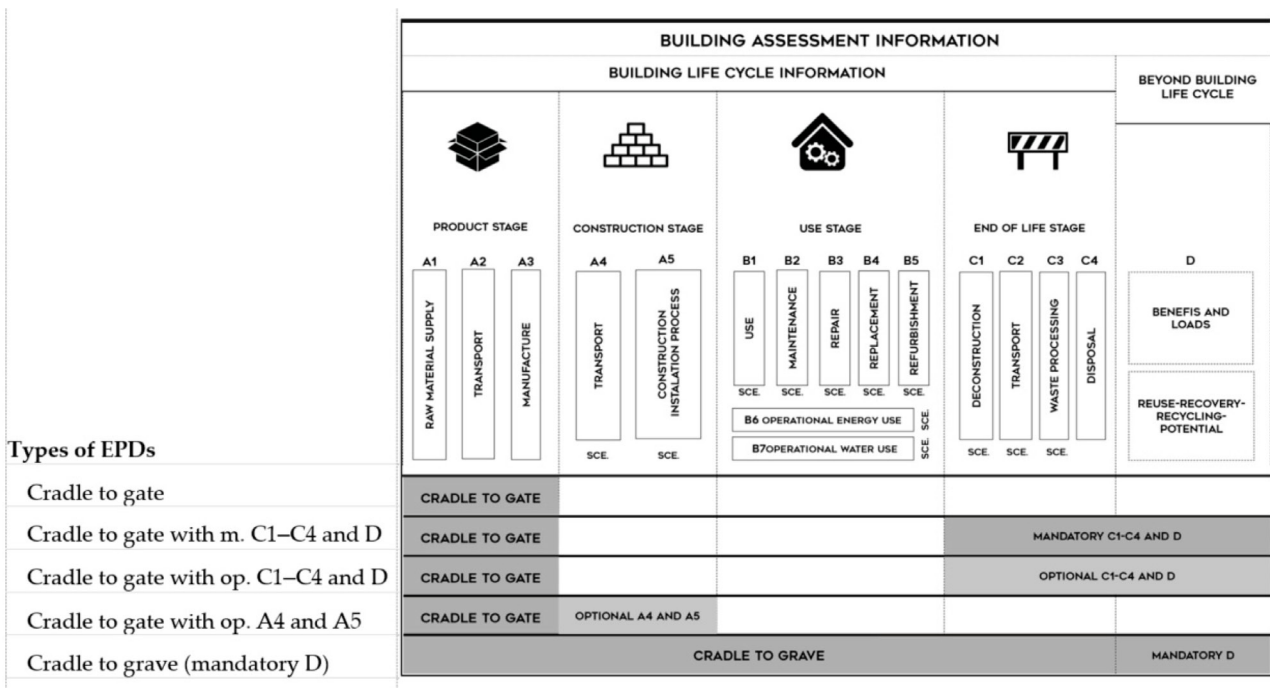 BUILDING ASSESSMENT INFORMATION
BUILDING LIFE CYCLE INFORMATION
BEYOND BUILDING
LIFE CYCLE
PRODUCT STAGE
CONSTRUCTION STAGE
USE STAGE
END OF LIFE STAGE
A1
A2
A3
A4
A5
B1
B2
B3
B4
B5
C1
C2
C3
C4
D
RAW MATERIAL SUPPLY
TRANSPORT
MANUFACTURE
TRANSPORT
CONSTRUCTION
INSTALATION PROCESS
USE
MAINTENANCE
REPAIR
REPLACEMENT
REFURBISHMENT
DECONSTRUCTION
TRANSPORT
WASTE PROCESSING
DISPOSAL
BENEFIS AND
LOADS
REUSE-RECOVERY-
RECYCLING-
POTENTIAL
SCE.
SCE.
SCE.
SCE.
SCE.
SCE.
SCE.
B6 OPERATIONAL ENERGY USE
SCE.
B7OPERATIONAL WATER USE
SCE.
SCE.
SCE.
SCE.
Types of EPDs
Cradle to gate
CRADLE TO GATE
Cradle to gate with m. C1–C4 and D
CRADLE TO GATE
MANDATORY C1-C4 AND D
Cradle to gate with op. C1–C4 and D
CRADLE TO GATE
OPTIONAL C1-C4 AND D
Cradle to gate with op. A4 and A5
CRADLE TO GATE
OPTIONAL A4 AND A5
Cradle to grave (mandatory D)
CRADLE TO GRAVE
MANDATORY D